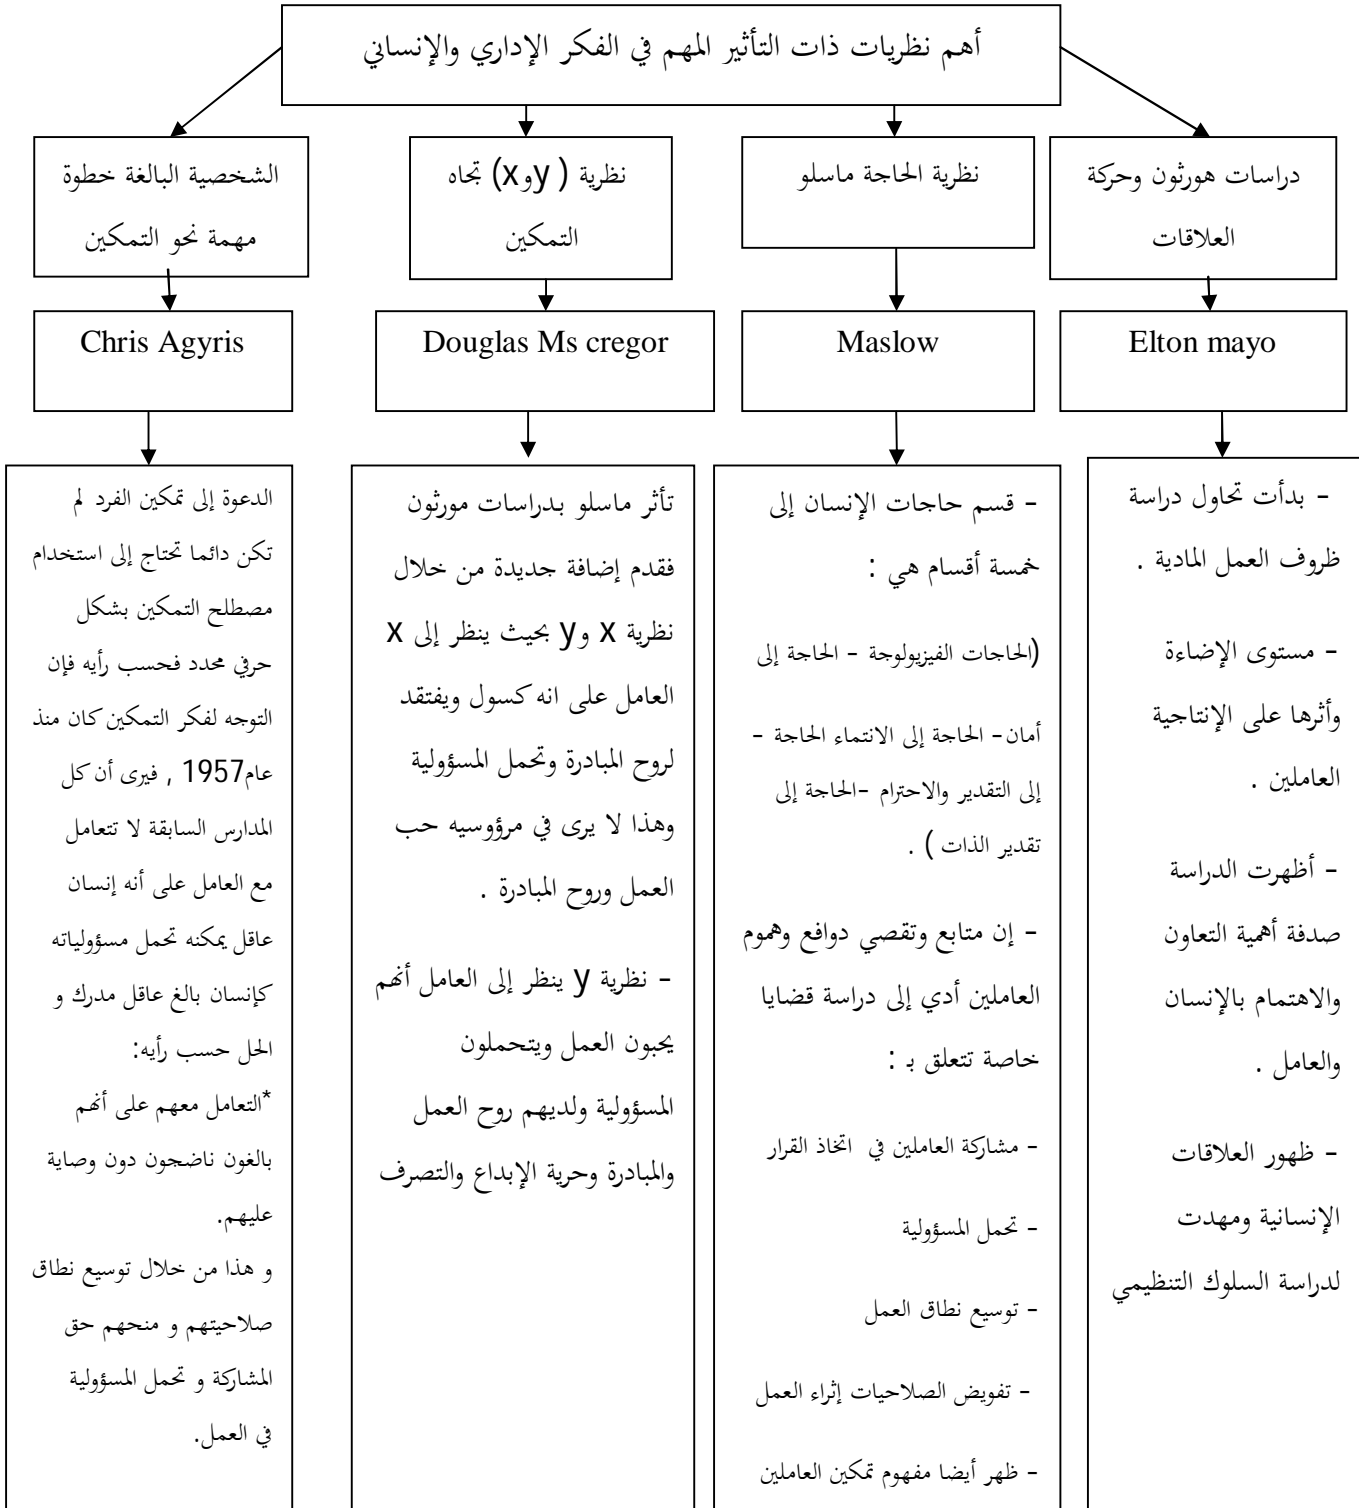 أهم نظريات ذات التأثير المهم في الفكر الإداري والإنساني
دراسات هورثون وحركة
العلاقات
نظرية الحاجة ماسلو
نظرية ( yوx) تجاه
التمكين
الشخصية البالغة خطوة
مهمة نحو التمكين
Elton mayo
Maslow
Douglas Ms cregor
Chris Agyris
- بدأت تحاول دراسة
ظروف العمل المادية .
- مستوى الإضاءة
وأثرها على الإنتاجية
العاملين .
- أظهرت الدراسة
صدفة أهمية التعاون
والاهتمام بالإنسان
والعامل .
- ظهور العلاقات
الإنسانية ومهدت
لدراسة السلوك التنظيمي
- قسم حاجات الإنسان إلى
خمسة أقسام هي :
(الحاجات الفيزيولوجة - الحاجة إلى
أمان- الحاجة إلى الانتماء الحاجة -
إلى التقدير والاحترام -الحاجة إلى
تقدير الذات ) .
- إن متابع وتقصي دوافع وهموم
العاملين أدي إلى دراسة قضايا
خاصة تتعلق بـ :
- مشاركة العاملين في اتخاذ القرار
- تحمل المسؤولية
- توسيع نطاق العمل
- تفويض الصلاحيات إثراء العمل
- ظهر أيضا مفهوم تمكين العاملين
تأثر ماسلو بدراسات مورثون
فقدم إضافة جديدة من خلال
نظرية x وy بحيث ينظر إلى x
العامل على انه كسول ويفتقد
لروح المبادرة وتحمل المسؤولية
وهذا لا يرى في مرؤوسيه حب
العمل وروح المبادرة .
- نظرية y ينظر إلى العامل أنهم
يحبون العمل ويتحملون
المسؤولية ولديهم روح العمل
والمبادرة وحرية الإبداع والتصرف
الدعوة إلى تمكين الفرد لم
تكن دائما تحتاج إلى استخدام
مصطلح التمكين بشكل
حرفي محدد فحسب رأيه فإن
التوجه لفكر التمكين كان منذ
عام1957 , فيرى أن كل
المدارس السابقة لا تتعامل
مع العامل على أنه إنسان
عاقل يمكنه تحمل مسؤولياته
كإنسان بالغ عاقل مدرك و
الحل حسب رأيه:
*التعامل معهم على أنهم
بالغون ناضجون دون وصاية
عليهم.
و هذا من خلال توسيع نطاق
صلاحيتهم و منحهم حق
المشاركة و تحمل المسؤولية
في العمل.